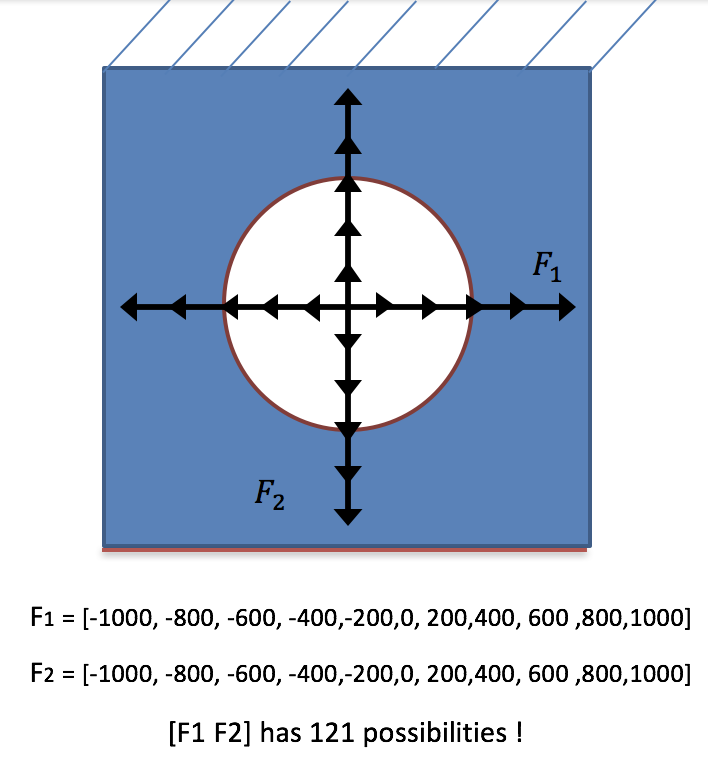 F₁
F₂
F1 = [-1000, -800, -600, -400,-200,0, 200,400, 600 ,800,1000]
F2 = [-1000, -800, -600, -400,-200,0, 200,400, 600 ,800,1000]
[F1 F2] has 121 possibilities !